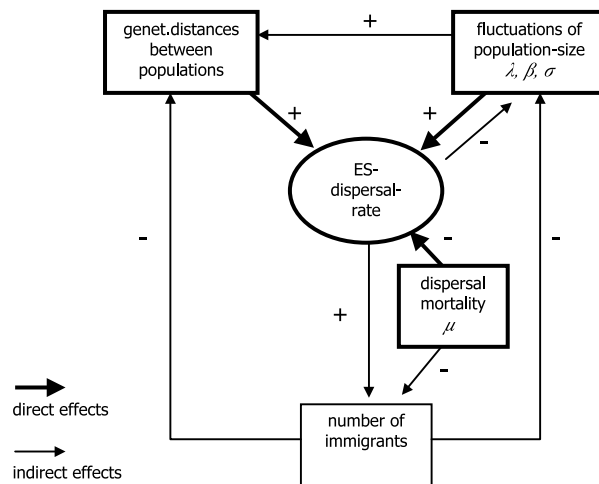 genet.distances
between
populations
+
fluctuations of
population-size
λ, β, σ
+
+
-
ES-
dispersal-
rate
-
-
-
dispersal
mortality
μ
+
-
number of
immigrants
direct effects
indirect effects